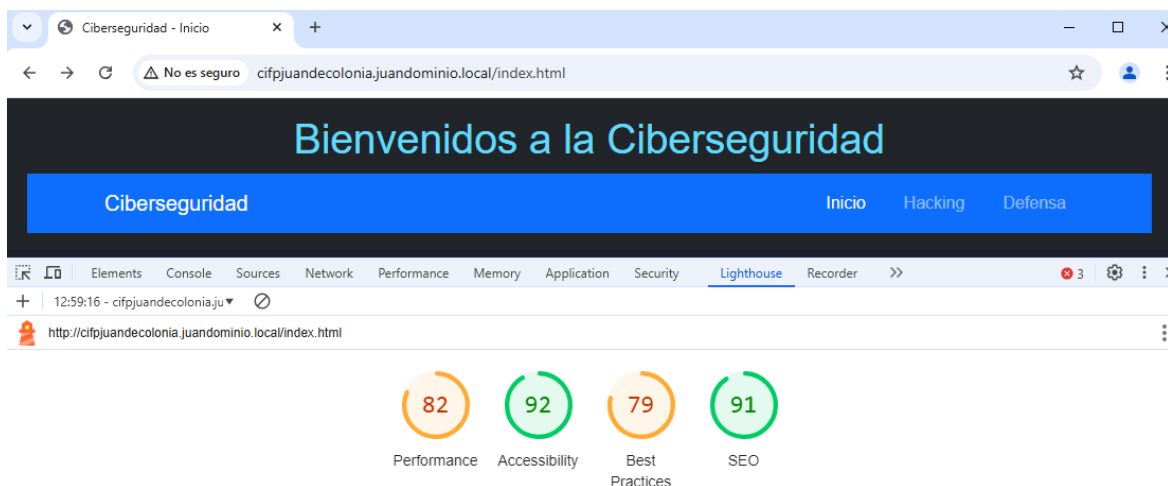 Ciberseguridad - Inicio
No es seguro cifpjuandecolonia.juandominio.local/index.html
Bienvenidos a la Ciberseguridad
Ciberseguridad Inicio Hacking Defensa
Elements Console Sources Network Performance Memory Application Security Lighthouse Recorder 3
12:59:16 - cifpjuandecolonia.ju
http://cifpjuandecolonia.juandominio.local/index.html
82 92 79 91
Performance Accessibility Best SEO
Practices